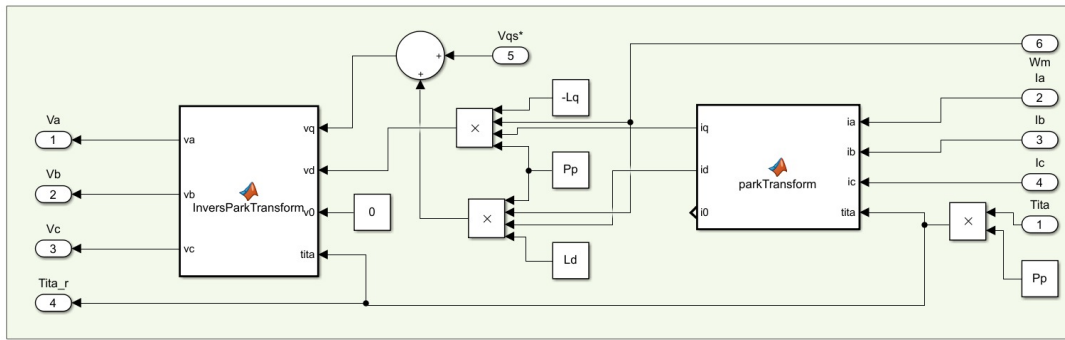 Vqs*
5
+
+
6
Wm
Ia
2
Ib
3
Ic
4
Tita
1
Pp
×
ia
ib
ic
tita
iq
id
i0
parkTransform
-Lq
×
Pp
×
Ld
vq
vd
v0
tita
0
InversParkTransform
va
vb
vc
Va
1
Vb
2
Vc
3
Tita_r
4